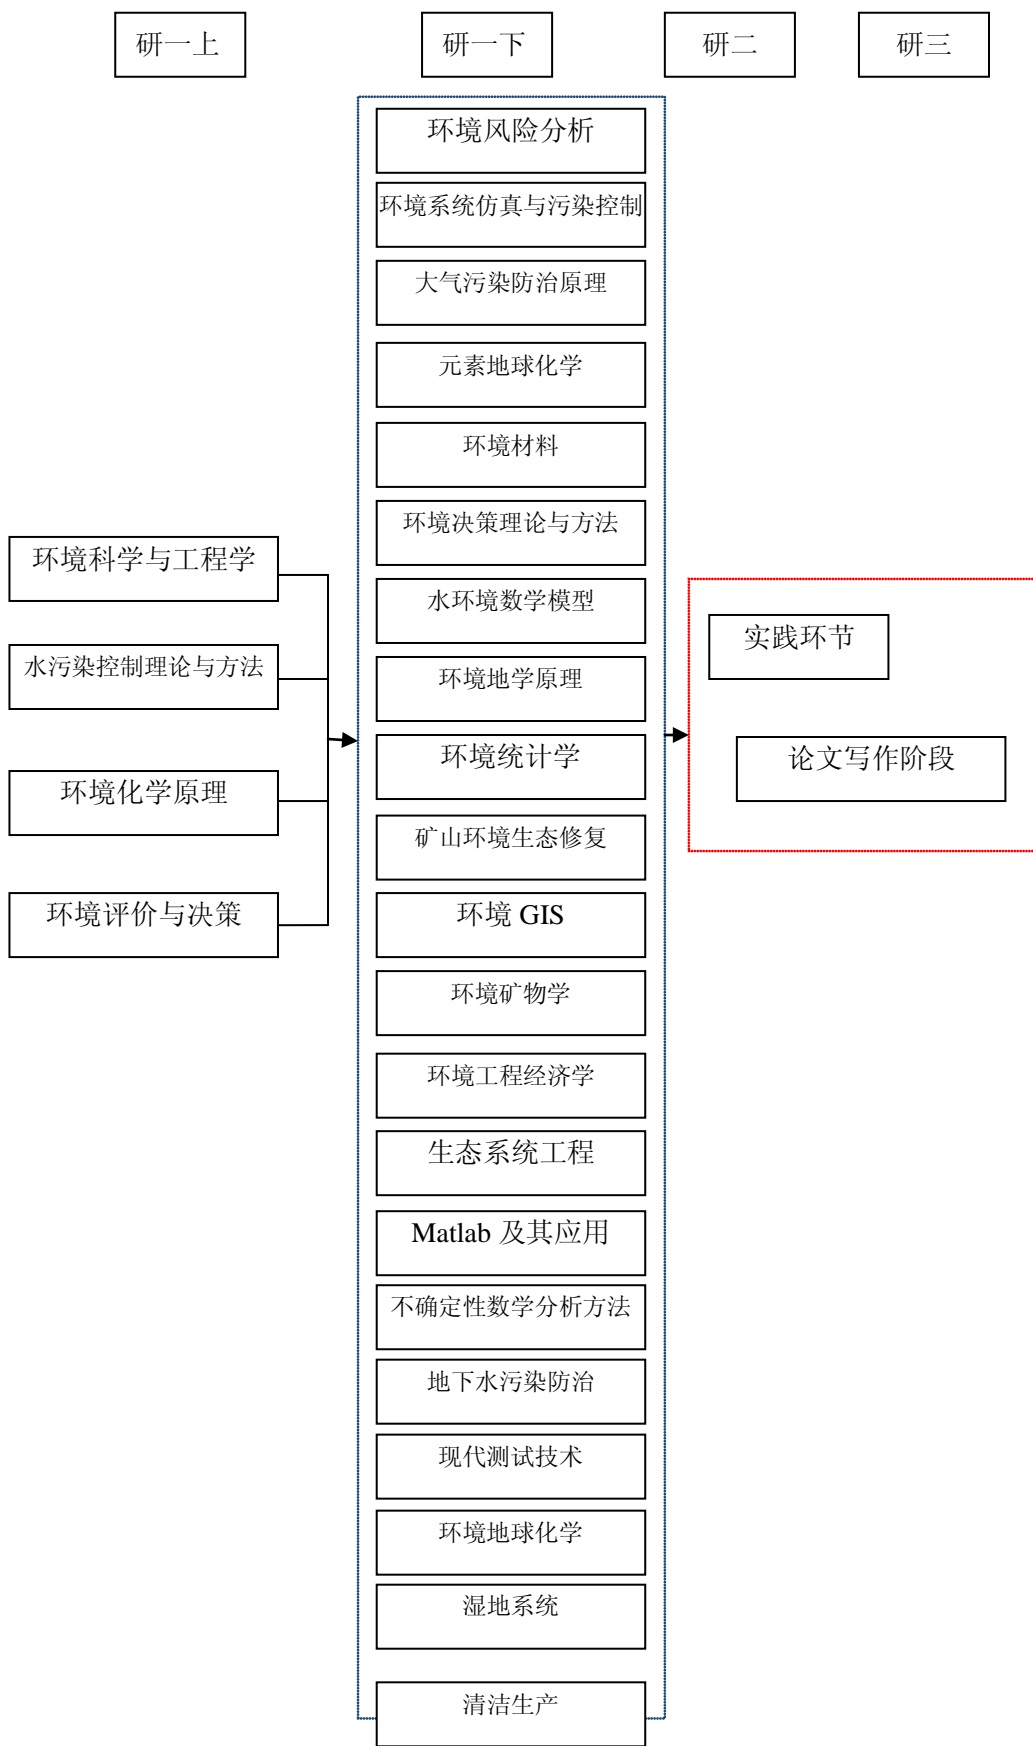 研一上
研一下
研二
研三
环境科学与工程学
水污染控制理论与方法
环境化学原理
环境评价与决策
环境风险分析
环境系统仿真与污染控制
大气污染防治原理
元素地球化学
环境材料
环境决策理论与方法
水环境数学模型
环境地学原理
环境统计学
矿山环境生态修复
环境 GIS
环境矿物学
环境工程经济学
生态系统工程
Matlab 及其应用
不确定性数学分析方法
地下水污染防治
现代测试技术
环境地球化学
湿地系统
清洁生产
实践环节
论文写作阶段